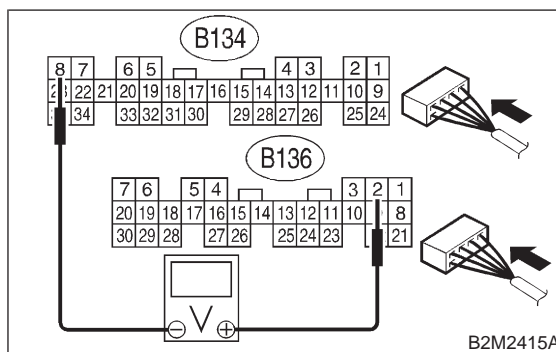 B134
8 7 6 5 4 3 2 1
22 21 20 19 18 17 16 15 14 13 12 11 10 9
34 33 32 31 30 29 28 27 26 25 24
B136
7 6 5 4 3 2 1
20 19 18 17 16 15 14 13 12 11 10 8
30 29 28 27 26 25 24 23 21
V
− +
B2M2415A